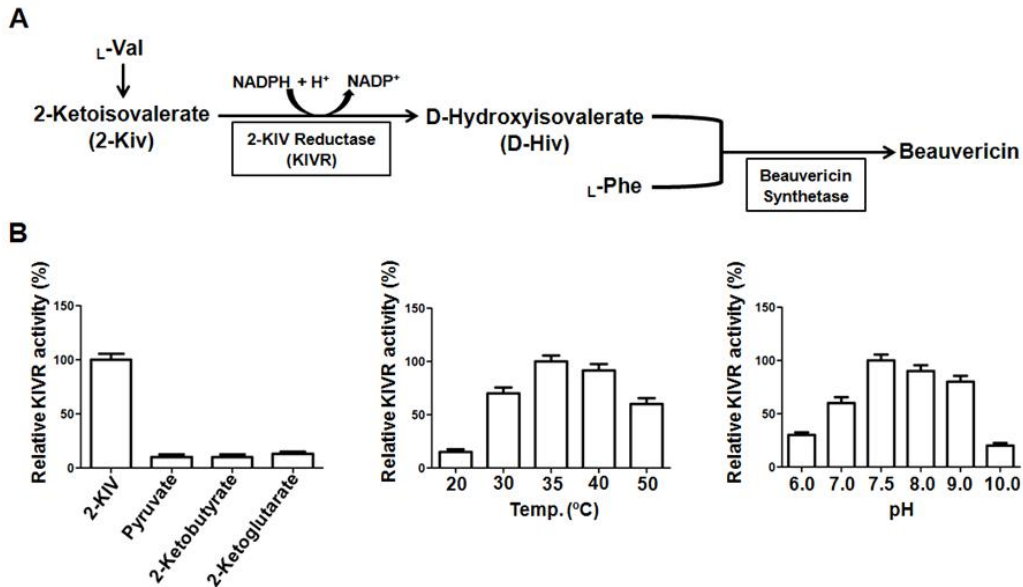 A
L-Val
NADPH + H⁺ NADP⁺
2-Ketoisovalerate
(2-Kiv)
2-KIV Reductase
(KIVR)
D-Hydroxyisovalerate
(D-Hiv)
L-Phe
Beauvericin
Synthetase
Beauvericin
B
Relative KIVR activity (%)
150
100
50
0
2-KIV
Pyruvate
2-Ketobutyrate
2-Ketoglutarate
Relative KIVR activity (%)
150
100
50
0
20 30 35 40 50
Temp. (ºC)
Relative KIVR activity (%)
150
100
50
0
6.0 7.0 7.5 8.0 9.0 10.0
pH